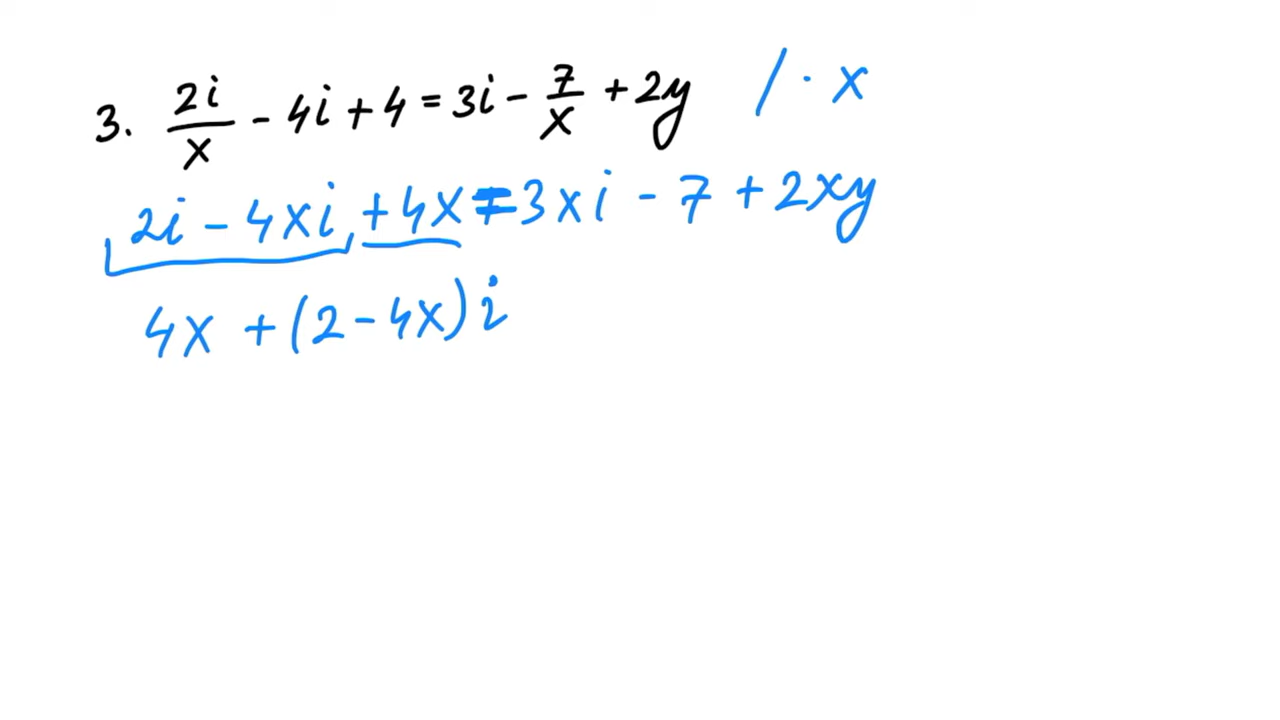 3. 2i/x - 4i + 4 = 3i - 7/x + 2y / · x
2i - 4xi + 4x = 3xi - 7 + 2xy
4x + (2 - 4x)i